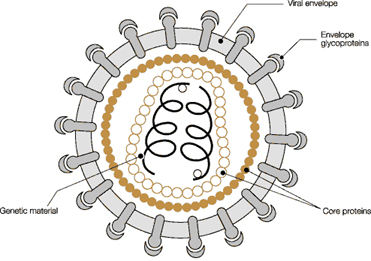 Viral envelope
Envelope
glycoproteins
Genetic material
Core proteins